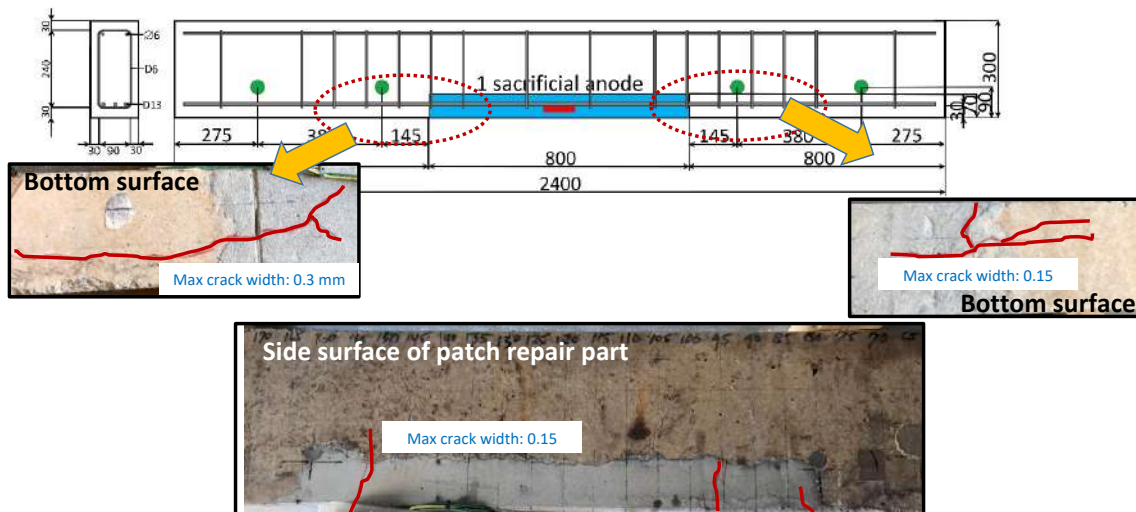 30
240
30
∅6
D6
D13
30 90 30
1 sacrificial anode
300
90
70
30
275
145
145
380
275
800
800
2400
Bottom surface
Max crack width: 0.3 mm
Max crack width: 0.15
Bottom surface
Side surface of patch repair part
Max crack width: 0.15